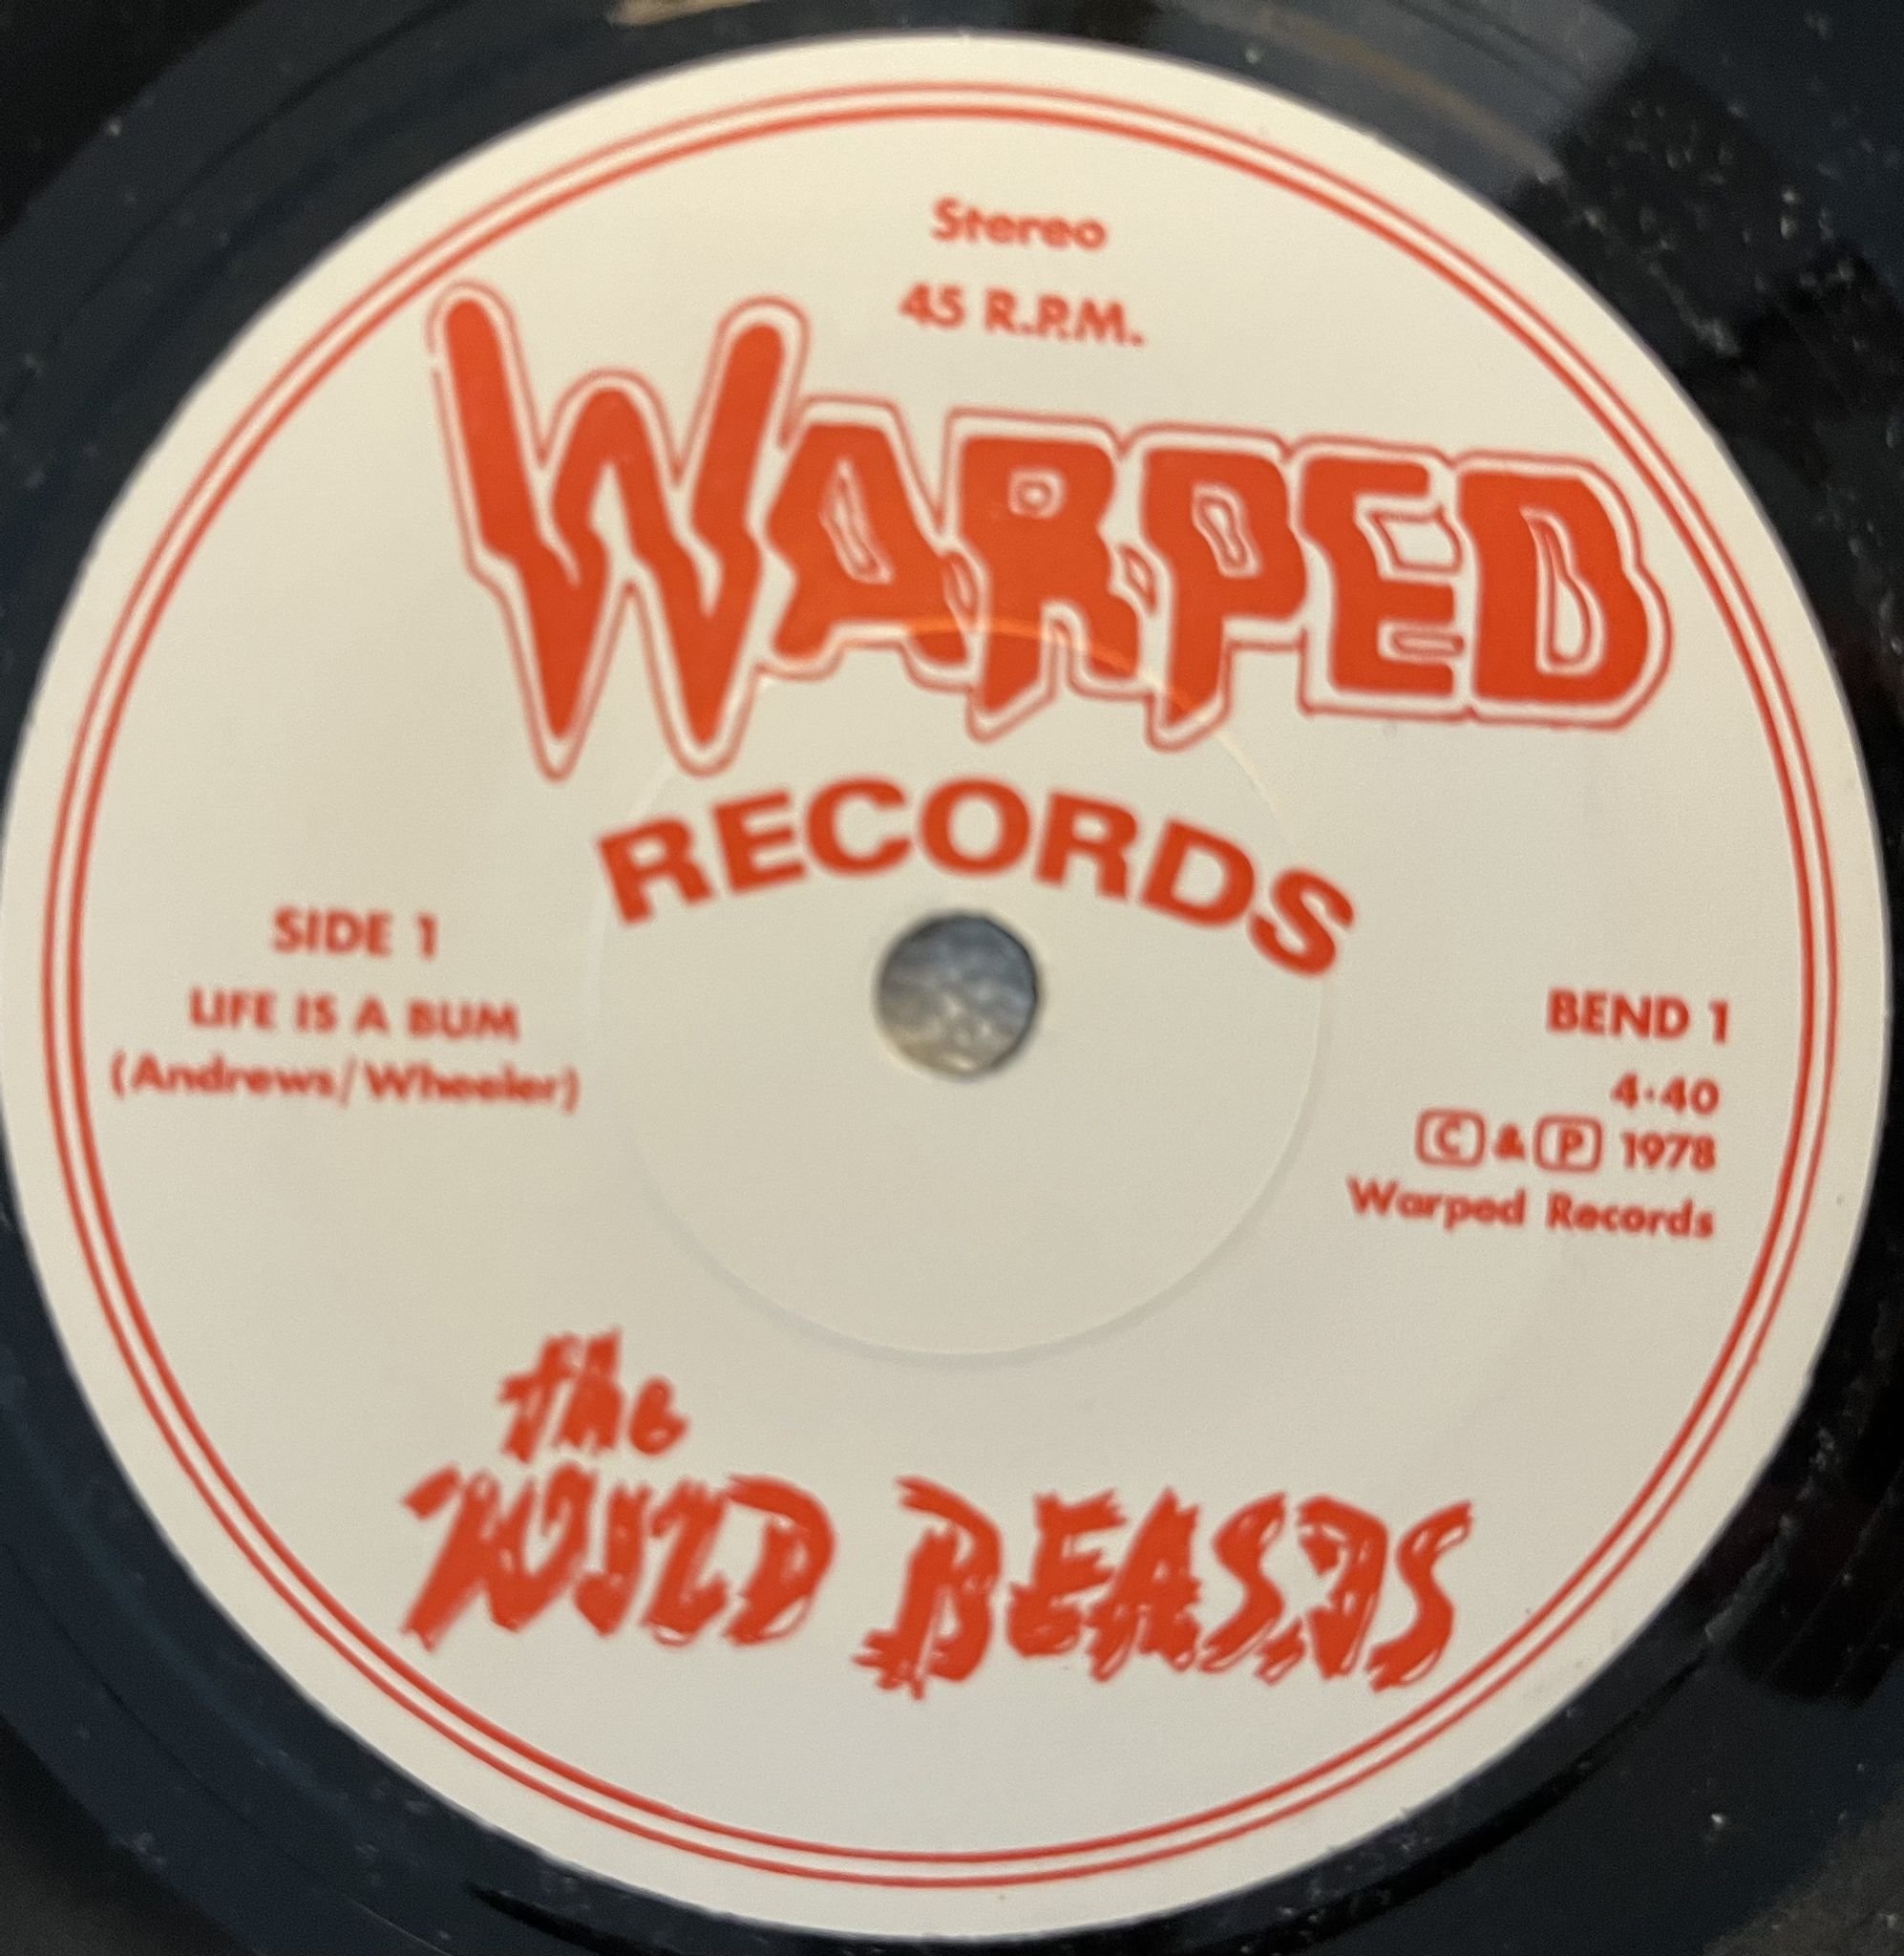 Stereo
45 R.P.M.
WARPED
RECORDS
SIDE 1
LIFE IS A BUM
(Andrews/Wheeler)
BEND 1
4·40
C & P 1978
Warped Records
the
WILD BEASTS